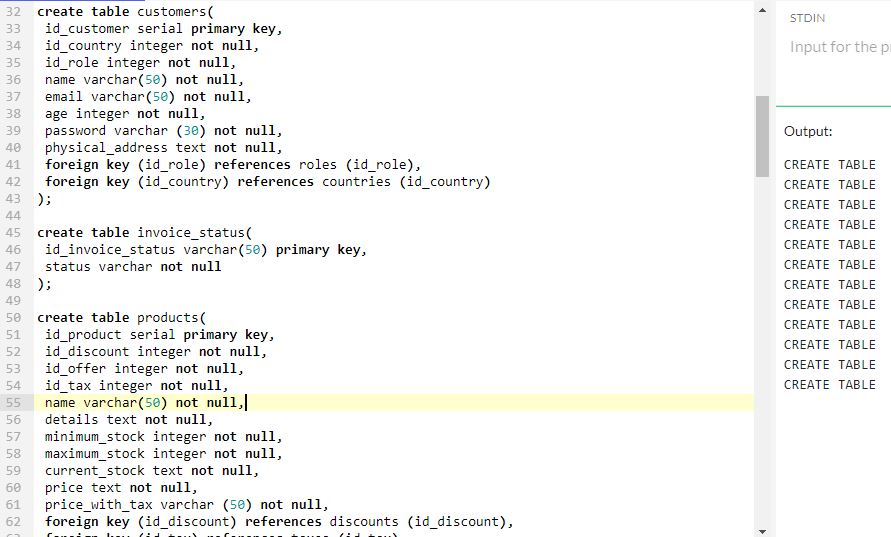 32 create table customers(
33 id_customer serial primary key,
34 id_country integer not null,
35 id_role integer not null,
36 name varchar(50) not null,
37 email varchar(50) not null,
38 age integer not null,
39 password varchar (30) not null,
40 physical_address text not null,
41 foreign key (id_role) references roles (id_role),
42 foreign key (id_country) references countries (id_country)
43 );
44
45 create table invoice_status(
46 id_invoice_status varchar(50) primary key,
47 status varchar not null
48 );
49
50 create table products(
51 id_product serial primary key,
52 id_discount integer not null,
53 id_offer integer not null,
54 id_tax integer not null,
55 name varchar(50) not null,
56 details text not null,
57 minimum_stock integer not null,
58 maximum_stock integer not null,
59 current_stock text not null,
60 price text not null,
61 price_with_tax varchar (50) not null,
62 foreign key (id_discount) references discounts (id_discount),
STDIN
Input for the
Output:
CREATE TABLE
CREATE TABLE
CREATE TABLE
CREATE TABLE
CREATE TABLE
CREATE TABLE
CREATE TABLE
CREATE TABLE
CREATE TABLE
CREATE TABLE
CREATE TABLE
CREATE TABLE